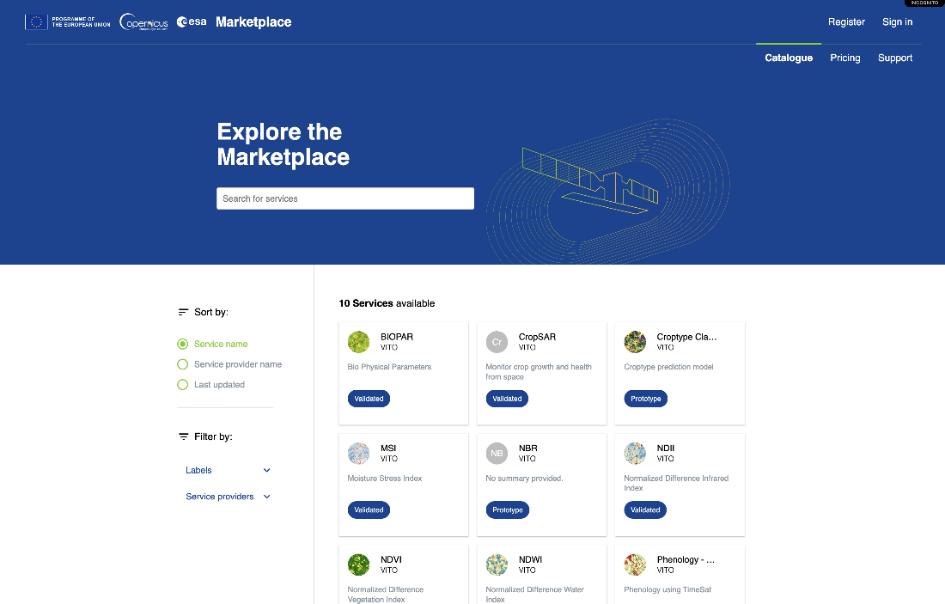 INCOGNITO
PROGRAMME OF
THE EUROPEAN UNION
opernicus
esa
Marketplace
Register
Sign in
Catalogue
Pricing
Support
Explore the
Marketplace
Search for services
Sort by:
Service name
Service provider name
Last updated
Filter by:
Labels
Service providers
10 Services available
BIOPAR
VITO
Bio Physical Parameters
Validated
Cr
CropSAR
VITO
Monitor crop growth and health
from space
Validated
Croptype Cla...
VITO
Croptype prediction model
Prototype
MSI
VITO
Moisture Stress Index
Validated
NB
NBR
VITO
No summary provided.
Prototype
NDII
VITO
Normalized Difference Infrared
Index
Validated
NDVI
VITO
Normalized Difference
Vegetation Index
NDWI
VITO
Normalized Difference Water
Index
Phenology - ...
VITO
Phenology using TimeSat